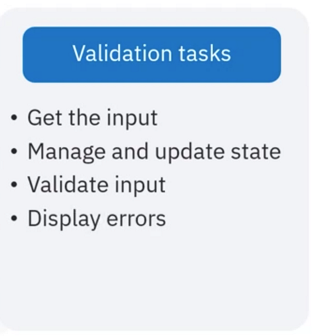 Validation tasks
• Get the input
• Manage and update state
• Validate input
• Display errors